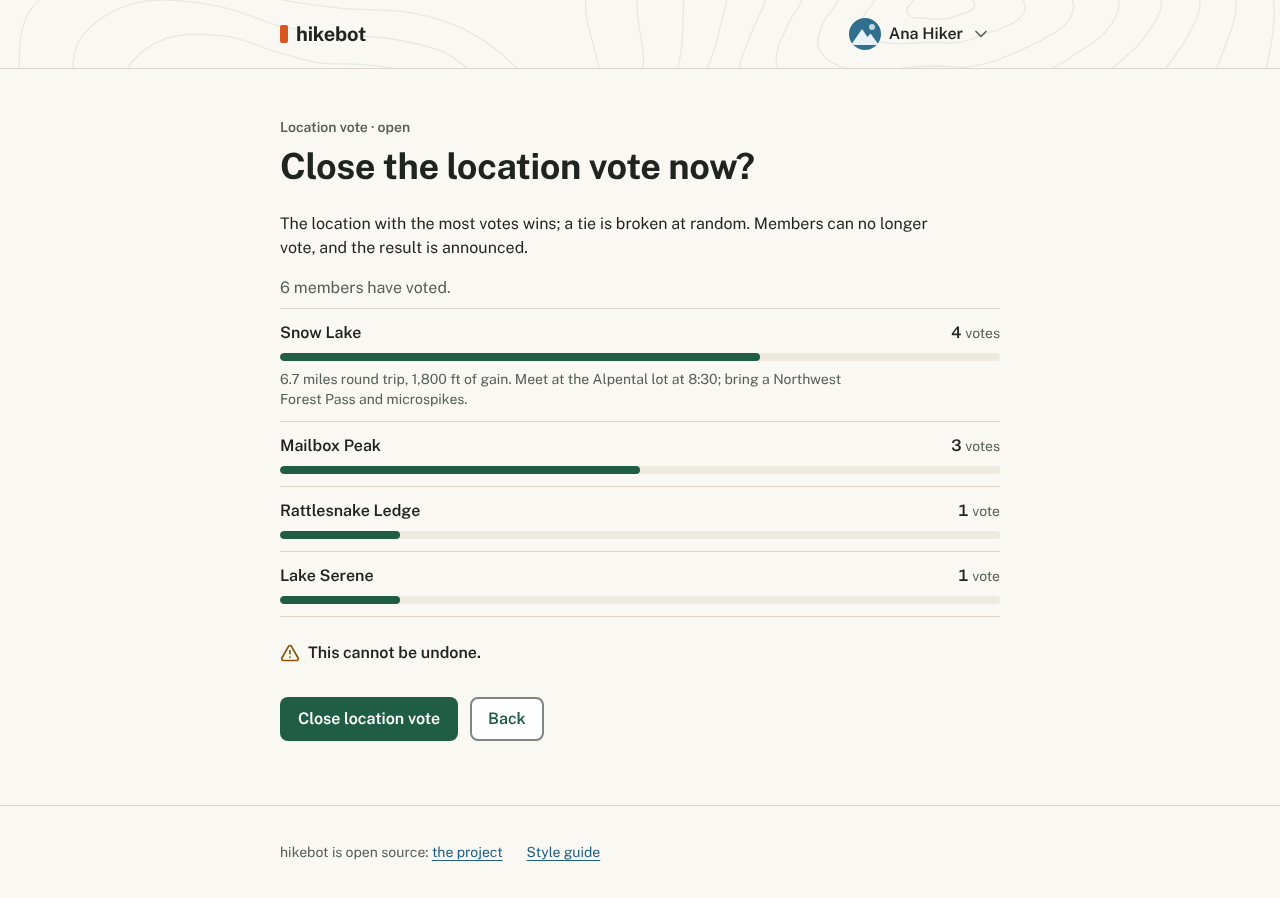 hikebot
Ana Hiker
Location vote · open
Close the location vote now?
The location with the most votes wins; a tie is broken at random. Members can no longer
vote, and the result is announced.
6 members have voted.
Snow Lake
4 votes
6.7 miles round trip, 1,800 ft of gain. Meet at the Alpental lot at 8:30; bring a Northwest
Forest Pass and microspikes.
Mailbox Peak
3 votes
Rattlesnake Ledge
1 vote
Lake Serene
1 vote
This cannot be undone.
Close location vote
Back
hikebot is open source: the project
Style guide